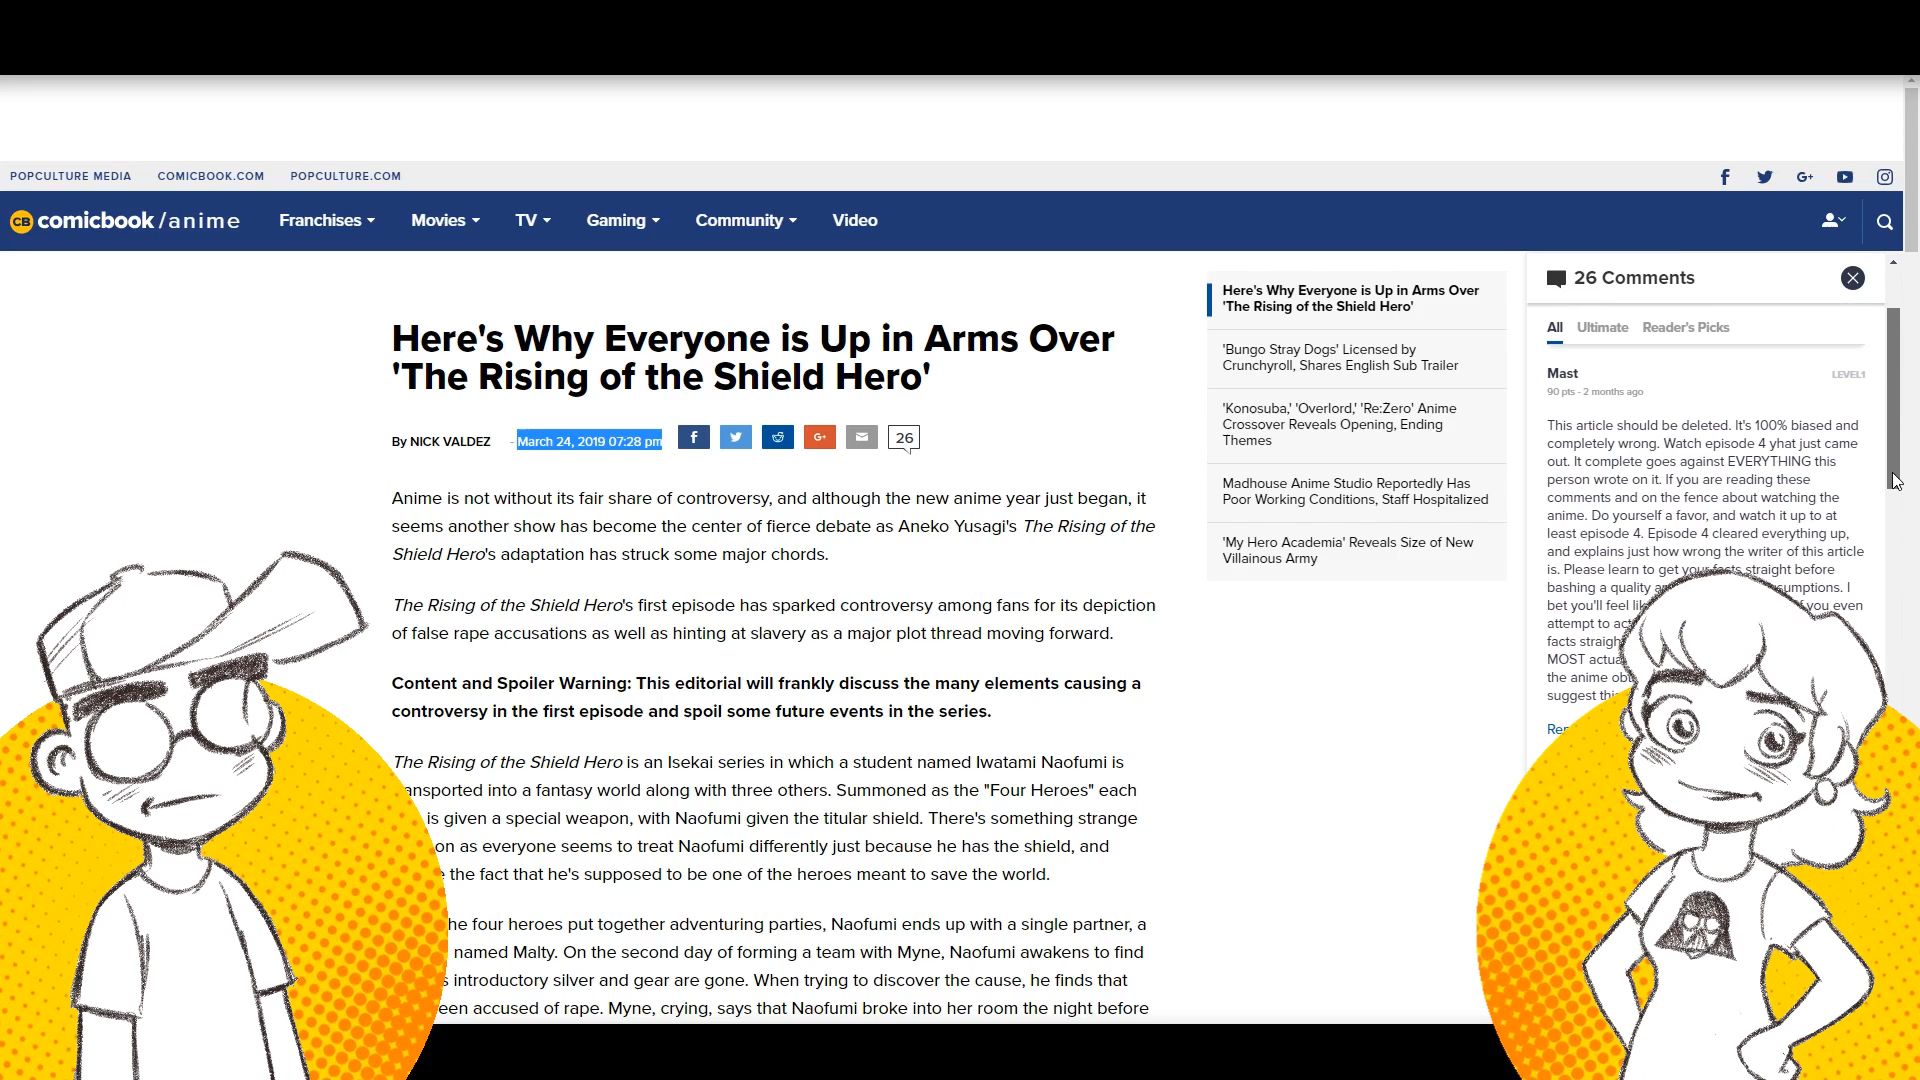 POPCULTURE MEDIA COMICBOOK.COM POPCULTURE.COM
G+
CB comicbook/anime Franchises Movies TV Gaming Community Video
Here's Why Everyone is Up in Arms Over
'The Rising of the Shield Hero'
By NICK VALDEZ - March 24, 2019 07:28 pm f G+ 26
Anime is not without its fair share of controversy, and although the new anime year just began, it
seems another show has become the center of fierce debate as Aneko Yusagi's The Rising of the
Shield Hero's adaptation has struck some major chords.
The Rising of the Shield Hero's first episode has sparked controversy among fans for its depiction
of false rape accusations as well as hinting at slavery as a major plot thread moving forward.
Content and Spoiler Warning: This editorial will frankly discuss the many elements causing a
controversy in the first episode and spoil some future events in the series.
The Rising of the Shield Hero is an Isekai series in which a student named Iwatami Naofumi is
ansported into a fantasy world along with three others. Summoned as the "Four Heroes" each
is given a special weapon, with Naofumi given the titular shield. There's something strange
on as everyone seems to treat Naofumi differently just because he has the shield, and
the fact that he's supposed to be one of the heroes meant to save the world.
he four heroes put together adventuring parties, Naofumi ends up with a single partner, a
named Malty. On the second day of forming a team with Myne, Naofumi awakens to find
s introductory silver and gear are gone. When trying to discover the cause, he finds that
een accused of rape. Myne, crying, says that Naofumi broke into her room the night before
Here's Why Everyone is Up in Arms Over
'The Rising of the Shield Hero'
'Bungo Stray Dogs' Licensed by
Crunchyroll, Shares English Sub Trailer
'Konosuba,' 'Overlord,' 'Re:Zero' Anime
Crossover Reveals Opening, Ending
Themes
Madhouse Anime Studio Reportedly Has
Poor Working Conditions, Staff Hospitalized
'My Hero Academia' Reveals Size of New
Villainous Army
26 Comments
All Ultimate Reader's Picks
Mast LEVEL1
90 pts - 2 months ago
This article should be deleted. It's 100% biased and
completely wrong. Watch episode 4 yhat just came
out. It complete goes against EVERYTHING this
person wrote on it. If you are reading these
comments and on the fence about watching the
anime. Do yourself a favor, and watch it up to at
least episode 4. Episode 4 cleared everything up,
and explains just how wrong the writer of this article
is. Please learn to get your facts straight before
bashing a quality a umptions. I
bet you'll feel li you even
attempt to ac
facts straigh
MOST actua
the anime ob
suggest thi